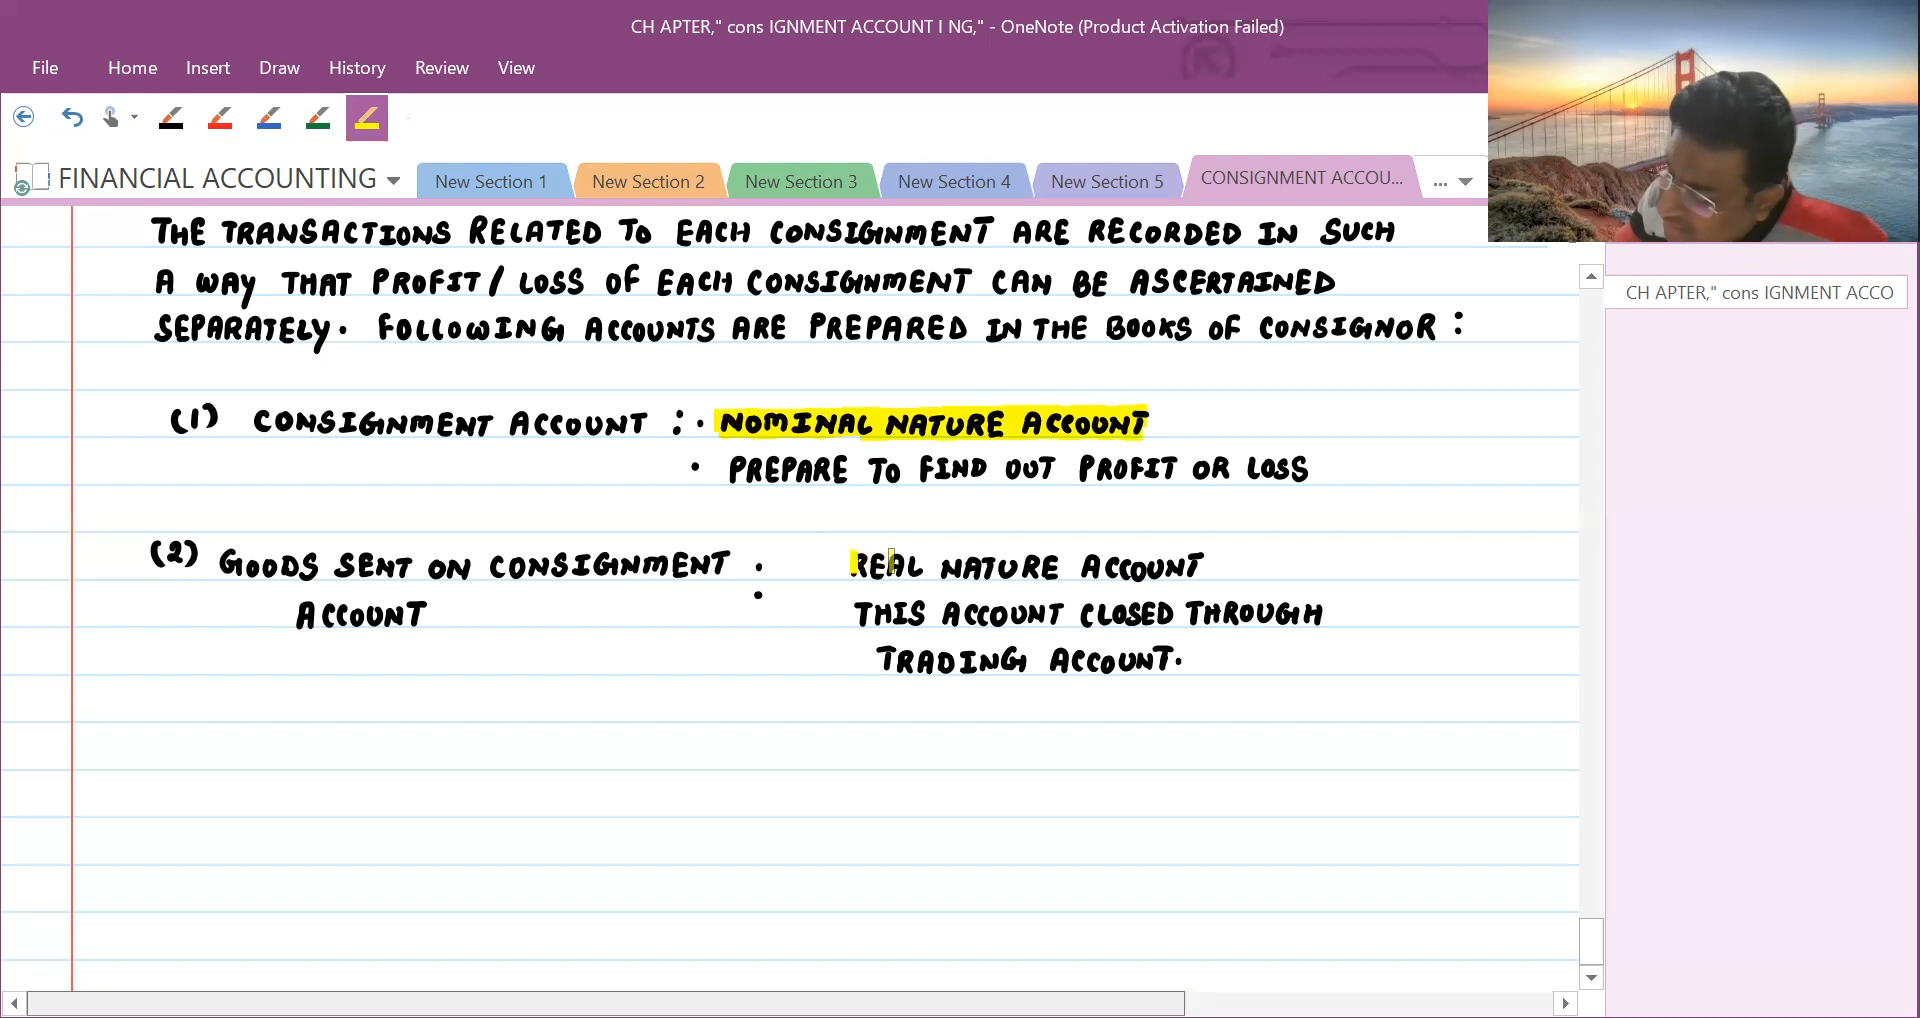 CH APTER," cons IGNMENT ACCOUNT I NG," - OneNote (Product Activation Failed)
File Home Insert Draw History Review View
FINANCIAL ACCOUNTING New Section 1 New Section 2 New Section 3 New Section 4 New Section 5 CONSIGNMENT ACCOU... ...
CH APTER," cons IGNMENT ACCO
THE TRANSACTIONS RELATED TO EACH CONSIGNMENT ARE RECORDED IN SUCH
A WAY THAT PROFIT / LOSS OF EACH CONSIGNMENT CAN BE ASCERTAINED
SEPARATELY. FOLLOWING ACCOUNTS ARE PREPARED IN THE BOOKS OF CONSIGNOR :
(1) CONSIGNMENT ACCOUNT : • NOMINAL NATURE ACCOUNT
• PREPARE TO FIND OUT PROFIT OR LOSS
(2) GOODS SENT ON CONSIGNMENT : REAL NATURE ACCOUNT
ACCOUNT THIS ACCOUNT CLOSED THROUGH
TRADING ACCOUNT.